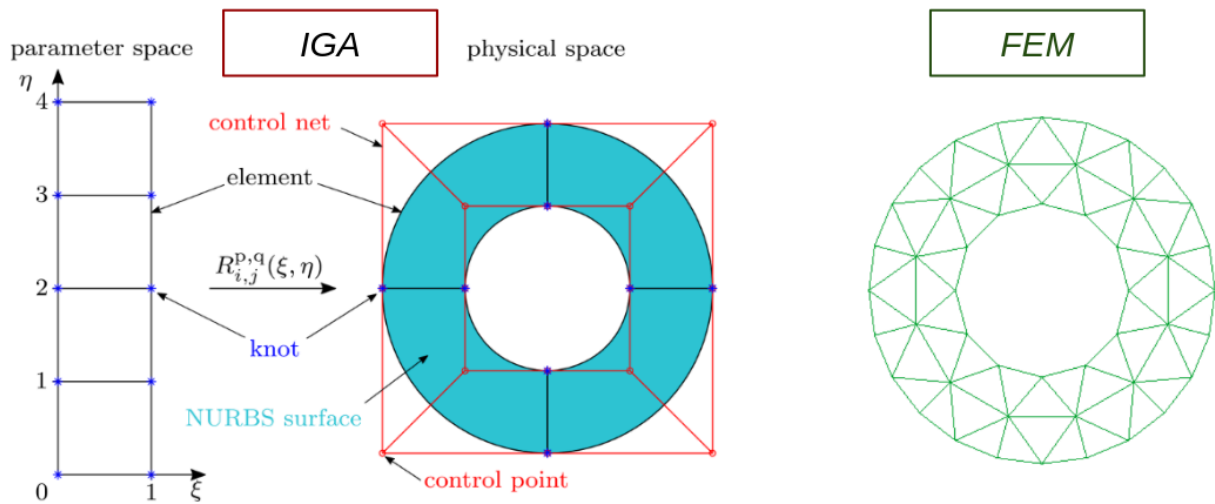 IGA
FEM
parameter space
physical space
η
4
control net
element
3
R_{i,j}^{p,q}(ξ, η)
2
knot
1
NURBS surface
control point
0
1
ξ